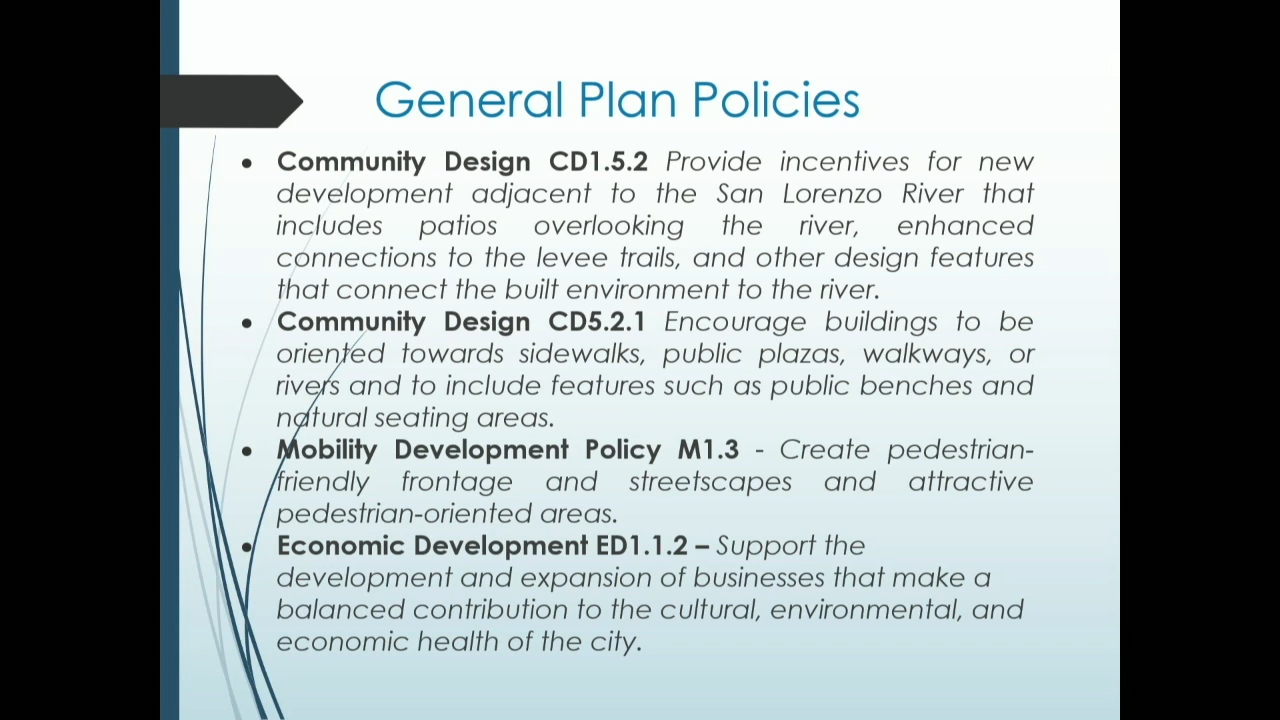 General Plan Policies
• Community Design CD1.5.2 Provide incentives for new
development adjacent to the San Lorenzo River that
includes patios overlooking the river, enhanced
connections to the levee trails, and other design features
that connect the built environment to the river.
• Community Design CD5.2.1 Encourage buildings to be
oriented towards sidewalks, public plazas, walkways, or
rivers and to include features such as public benches and
natural seating areas.
• Mobility Development Policy M1.3 - Create pedestrian-
friendly frontage and streetscapes and attractive
pedestrian-oriented areas.
• Economic Development ED1.1.2 – Support the
development and expansion of businesses that make a
balanced contribution to the cultural, environmental, and
economic health of the city.